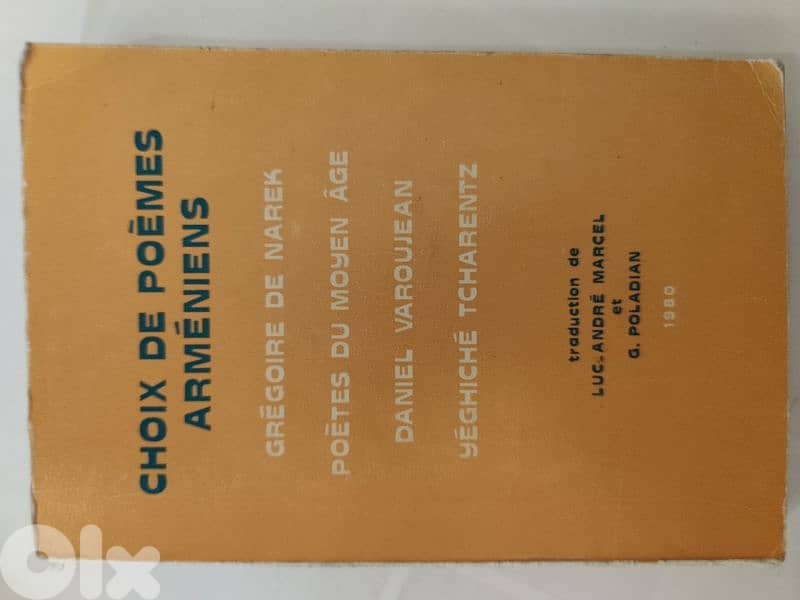 CHOIX DE POÈMES
ARMÉNIENS
GRÉGOIRE DE NAREK
POÈTES DU MOYEN ÂGE
DANIEL VAROUJEAN
YÉGHICHÉ TCHARENTZ
traduction de
LUC-ANDRÉ MARCEL
et
G. POLADIAN
1980
OLX